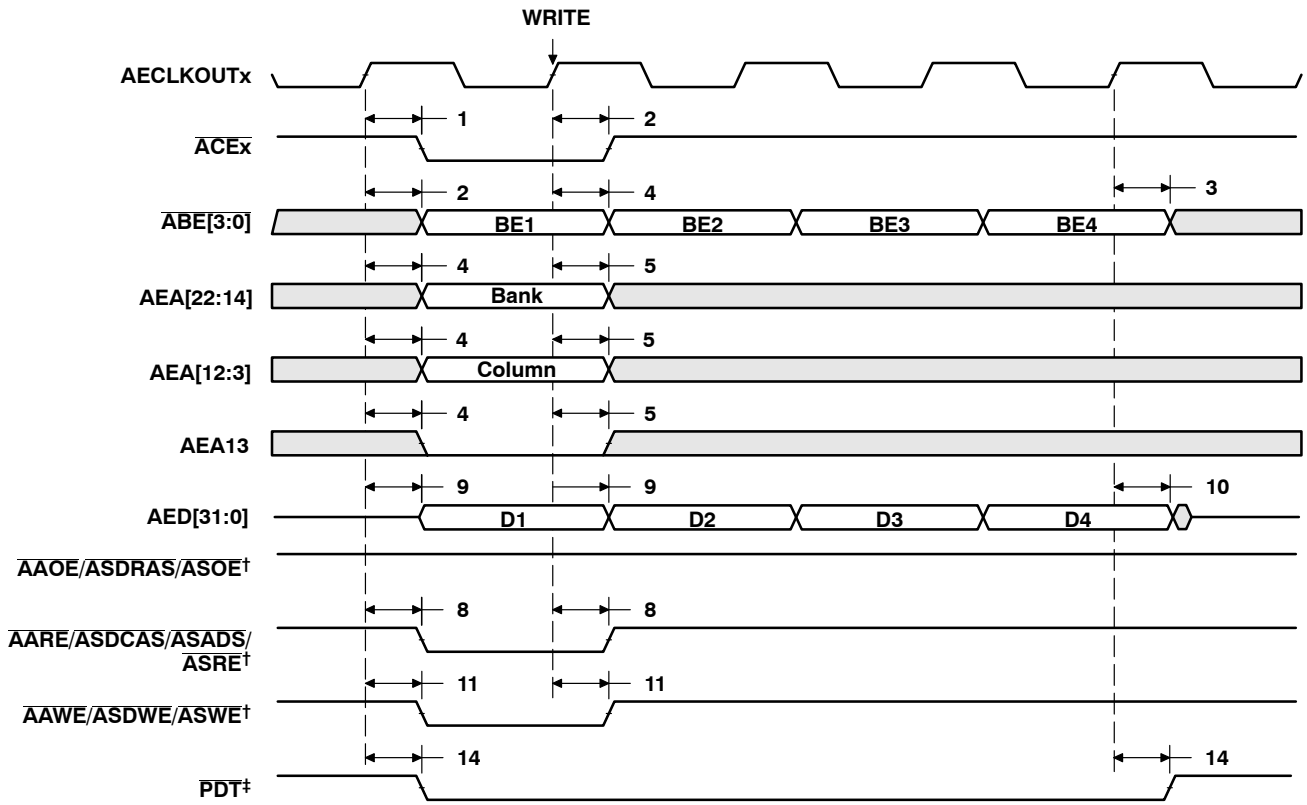 WRITE
AECLKOUTx
1 2
ACEx
2 4 3
ABE[3:0] BE1 BE2 BE3 BE4
4 5
AEA[22:14] Bank
4 5
AEA[12:3] Column
4 5
AEA13
9 9 10
AED[31:0] D1 D2 D3 D4
AAOE/ASDRAS/ASOE†
8 8
AARE/ASDCAS/ASADS/
ASRE†
11 11
AAWE/ASDWE/ASWE†
14 14
PDT‡